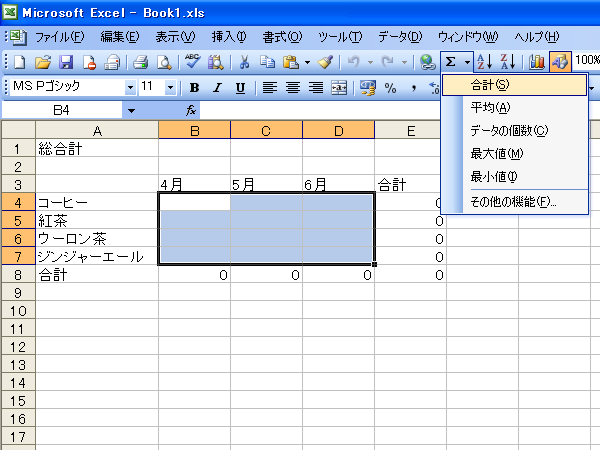 Microsoft Excel - Book1.xls
ファイル(F) 編集(E) 表示(V) 挿入(I) 書式(O) ツール(T) データ(D) ウィンドウ(W) ヘルプ(H)
Σ 100%
MS Pゴシック 11 B I U % ,
B4 fx
合計(S)
平均(A)
データの個数(C)
最大値(M)
最小値(I)
その他の機能(F)...
A B C D E
1 総合計
2
3 4月 5月 6月 合計
4 コーヒー 0
5 紅茶 0
6 ウーロン茶 0
7 ジンジャーエール 0
8 合計 0 0 0 0
9
10
11
12
13
14
15
16
17